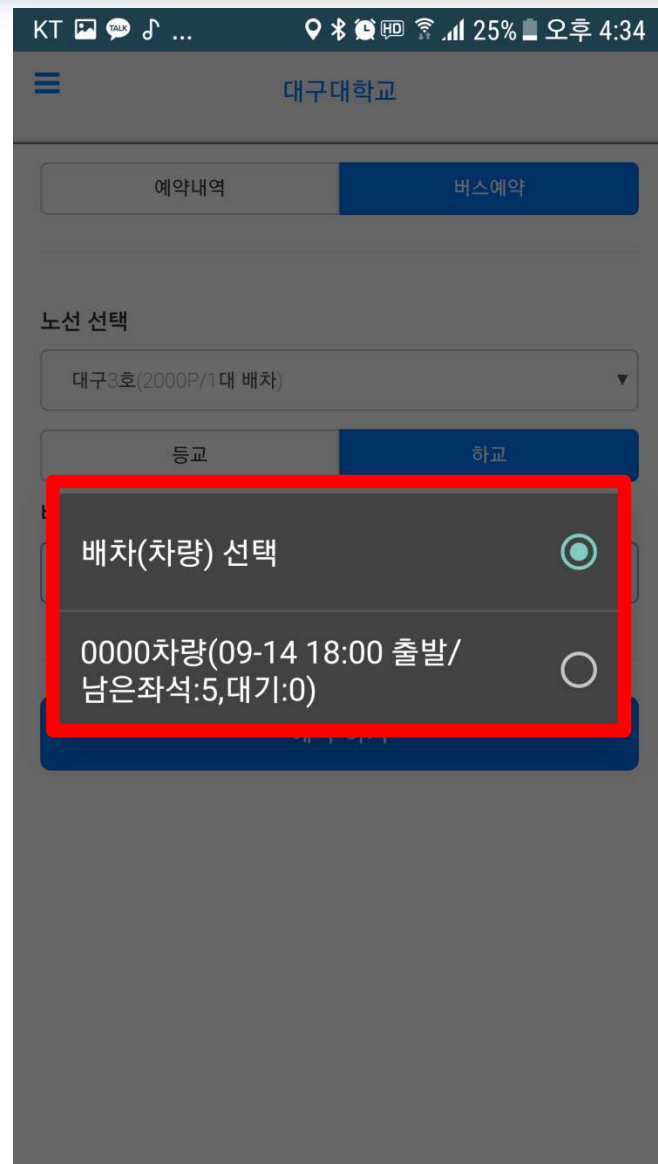 KT TALK ... HD 25% 오후 4:34
대구대학교
예약내역 버스예약
노선 선택
대구3호(2000P/1대 배차)
등교 하교
배차(차량) 선택
0000차량(09-14 18:00 출발/
남은좌석:5,대기:0)